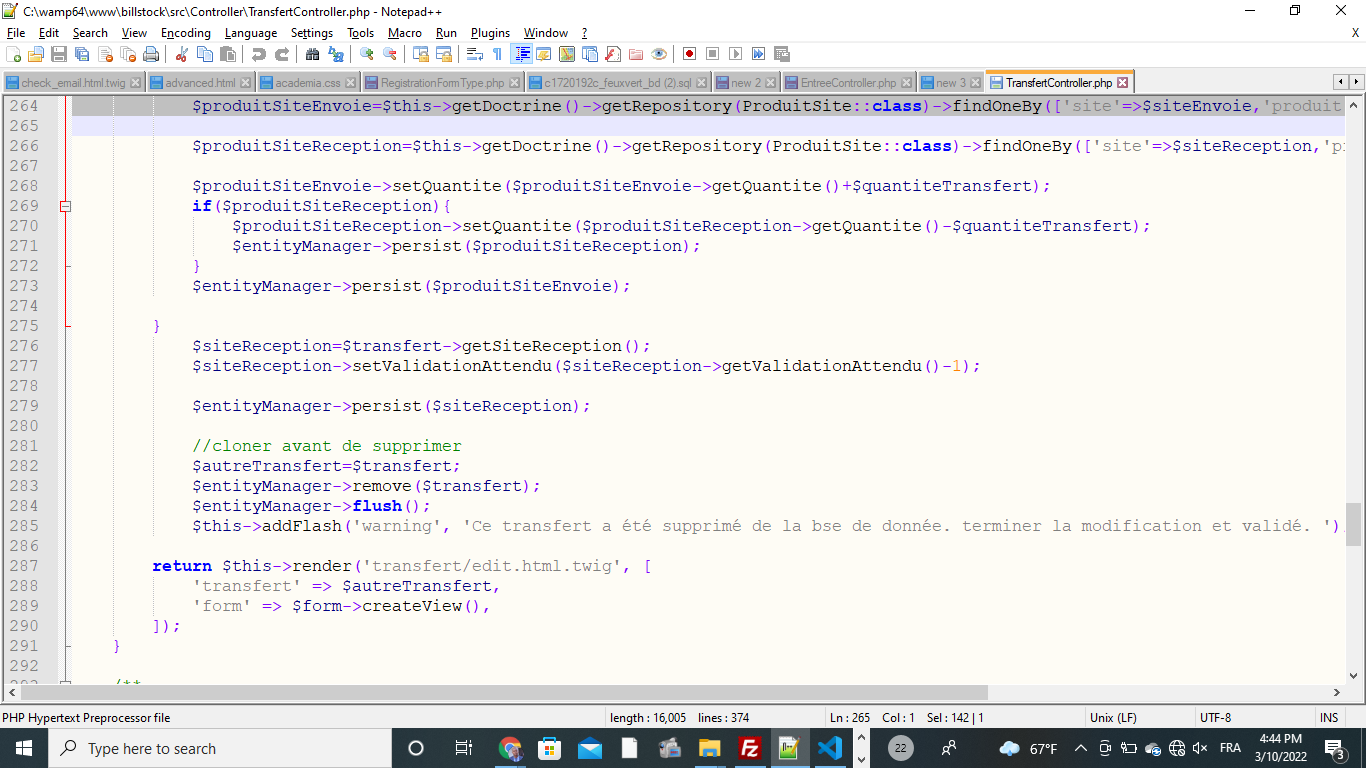 C:\wamp64\www\billstock\src\Controller\TransfertController.php - Notepad++
File Edit Search View Encoding Language Settings Tools Macro Run Plugins Window ? X
check_email.html.twig advanced.html academia.css RegistrationFormType.php c1720192c_feuxvert_bd (2).sql new 2 EntreeController.php new 3 TransfertController.php
264 $produitSiteEnvoie=$this->getDoctrine()->getRepository(ProduitSite::class)->findOneBy(['site'=>$siteEnvoie,'produit
265
266 $produitSiteReception=$this->getDoctrine()->getRepository(ProduitSite::class)->findOneBy(['site'=>$siteReception,'p
267
268 $produitSiteEnvoie->setQuantite($produitSiteEnvoie->getQuantite()+$quantiteTransfert);
269 if($produitSiteReception){
270 $produitSiteReception->setQuantite($produitSiteReception->getQuantite()-$quantiteTransfert);
271 $entityManager->persist($produitSiteReception);
272 }
273 $entityManager->persist($produitSiteEnvoie);
274
275 }
276 $siteReception=$transfert->getSiteReception();
277 $siteReception->setValidationAttendu($siteReception->getValidationAttendu()-1);
278
279 $entityManager->persist($siteReception);
280
281 //cloner avant de supprimer
282 $autreTransfert=$transfert;
283 $entityManager->remove($transfert);
284 $entityManager->flush();
285 $this->addFlash('warning', 'Ce transfert a été supprimé de la bse de donnée. terminer la modification et validé. ')
286
287 return $this->render('transfert/edit.html.twig', [
288 'transfert' => $autreTransfert,
289 'form' => $form->createView(),
290 ]);
291 }
292
/**
PHP Hypertext Preprocessor file length : 16,005 lines : 374 Ln : 265 Col : 1 Sel : 142 | 1 Unix (LF) UTF-8 INS
Type here to search 22 67°F FRA 4:44 PM
3/10/2022 3